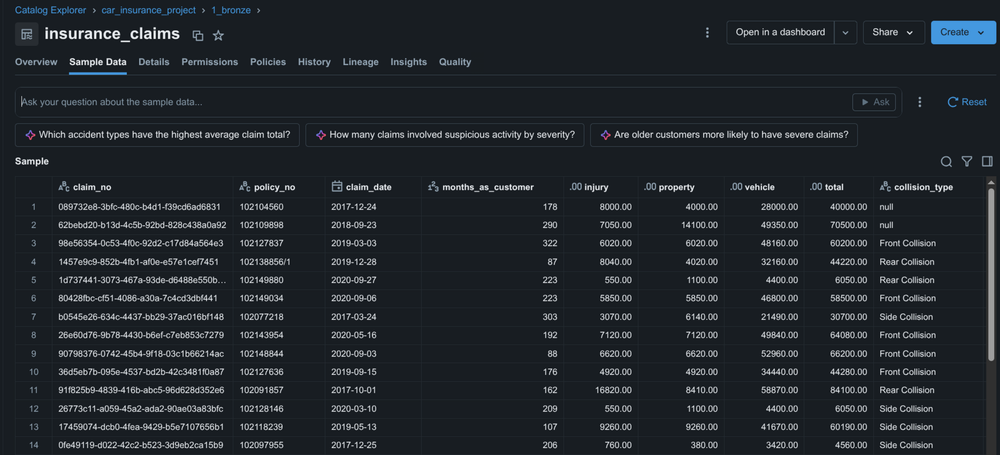 Catalog Explorer › car_insurance_project › 1_bronze ›
insurance_claims
Open in a dashboard Share Create
Overview Sample Data Details Permissions Policies History Lineage Insights Quality
Ask your question about the sample data... Ask Reset
Which accident types have the highest average claim total? How many claims involved suspicious activity by severity? Are older customers more likely to have severe claims?
Sample
ABC claim_no ABC policy_no claim_date 123 months_as_customer .00 injury .00 property .00 vehicle .00 total ABC collision_type
1 089732e8-3bfc-480c-b4d1-f39cd6ad6831 102104560 2017-12-24 178 8000.00 4000.00 28000.00 40000.00 null
2 62bebd20-b13d-4c5b-92bd-828c438a0a92 102109898 2018-09-23 290 7050.00 14100.00 49350.00 70500.00 null
3 98e56354-0c53-4f0c-92d2-c17d84a564e3 102127837 2019-03-03 322 6020.00 6020.00 48160.00 60200.00 Front Collision
4 1457e9c9-852b-4fb1-af0e-e57e1cef7451 102138856/1 2019-12-28 87 8040.00 4020.00 32160.00 44220.00 Rear Collision
5 1d737441-3073-467a-93de-d6488e550b... 102149880 2020-09-27 223 550.00 1100.00 4400.00 6050.00 Rear Collision
6 80428fbc-cf51-4086-a30a-7c4cd3dbf441 102149034 2020-09-06 223 5850.00 5850.00 46800.00 58500.00 Front Collision
7 b0545e26-634c-4437-bb29-37ac016bf148 102077218 2017-03-24 303 3070.00 6140.00 21490.00 30700.00 Side Collision
8 26e60d76-9b78-4430-b6ef-c7eb853c7279 102143954 2020-05-16 192 7120.00 7120.00 49840.00 64080.00 Front Collision
9 90798376-0742-45b4-9f18-03c1b66214ac 102148844 2020-09-03 88 6620.00 6620.00 52960.00 66200.00 Front Collision
10 36d5eb7b-095e-4537-bd2b-42c3481f0a87 102127636 2019-09-15 176 4920.00 4920.00 34440.00 44280.00 Front Collision
11 91f825b9-4839-416b-abc5-96d628d352e6 102091857 2017-10-01 162 16820.00 8410.00 58870.00 84100.00 Rear Collision
12 26773c11-a059-45a2-ada2-90ae03a83bfc 102128146 2020-03-10 209 550.00 1100.00 4400.00 6050.00 Side Collision
13 17459074-dcb0-4fea-9429-b5e7107656b1 102118239 2019-05-13 107 9260.00 9260.00 41670.00 60190.00 Side Collision
14 0fe49119-d022-42c2-b523-3d9eb2ca15b9 102097955 2017-12-25 206 760.00 380.00 3420.00 4560.00 Side Collision